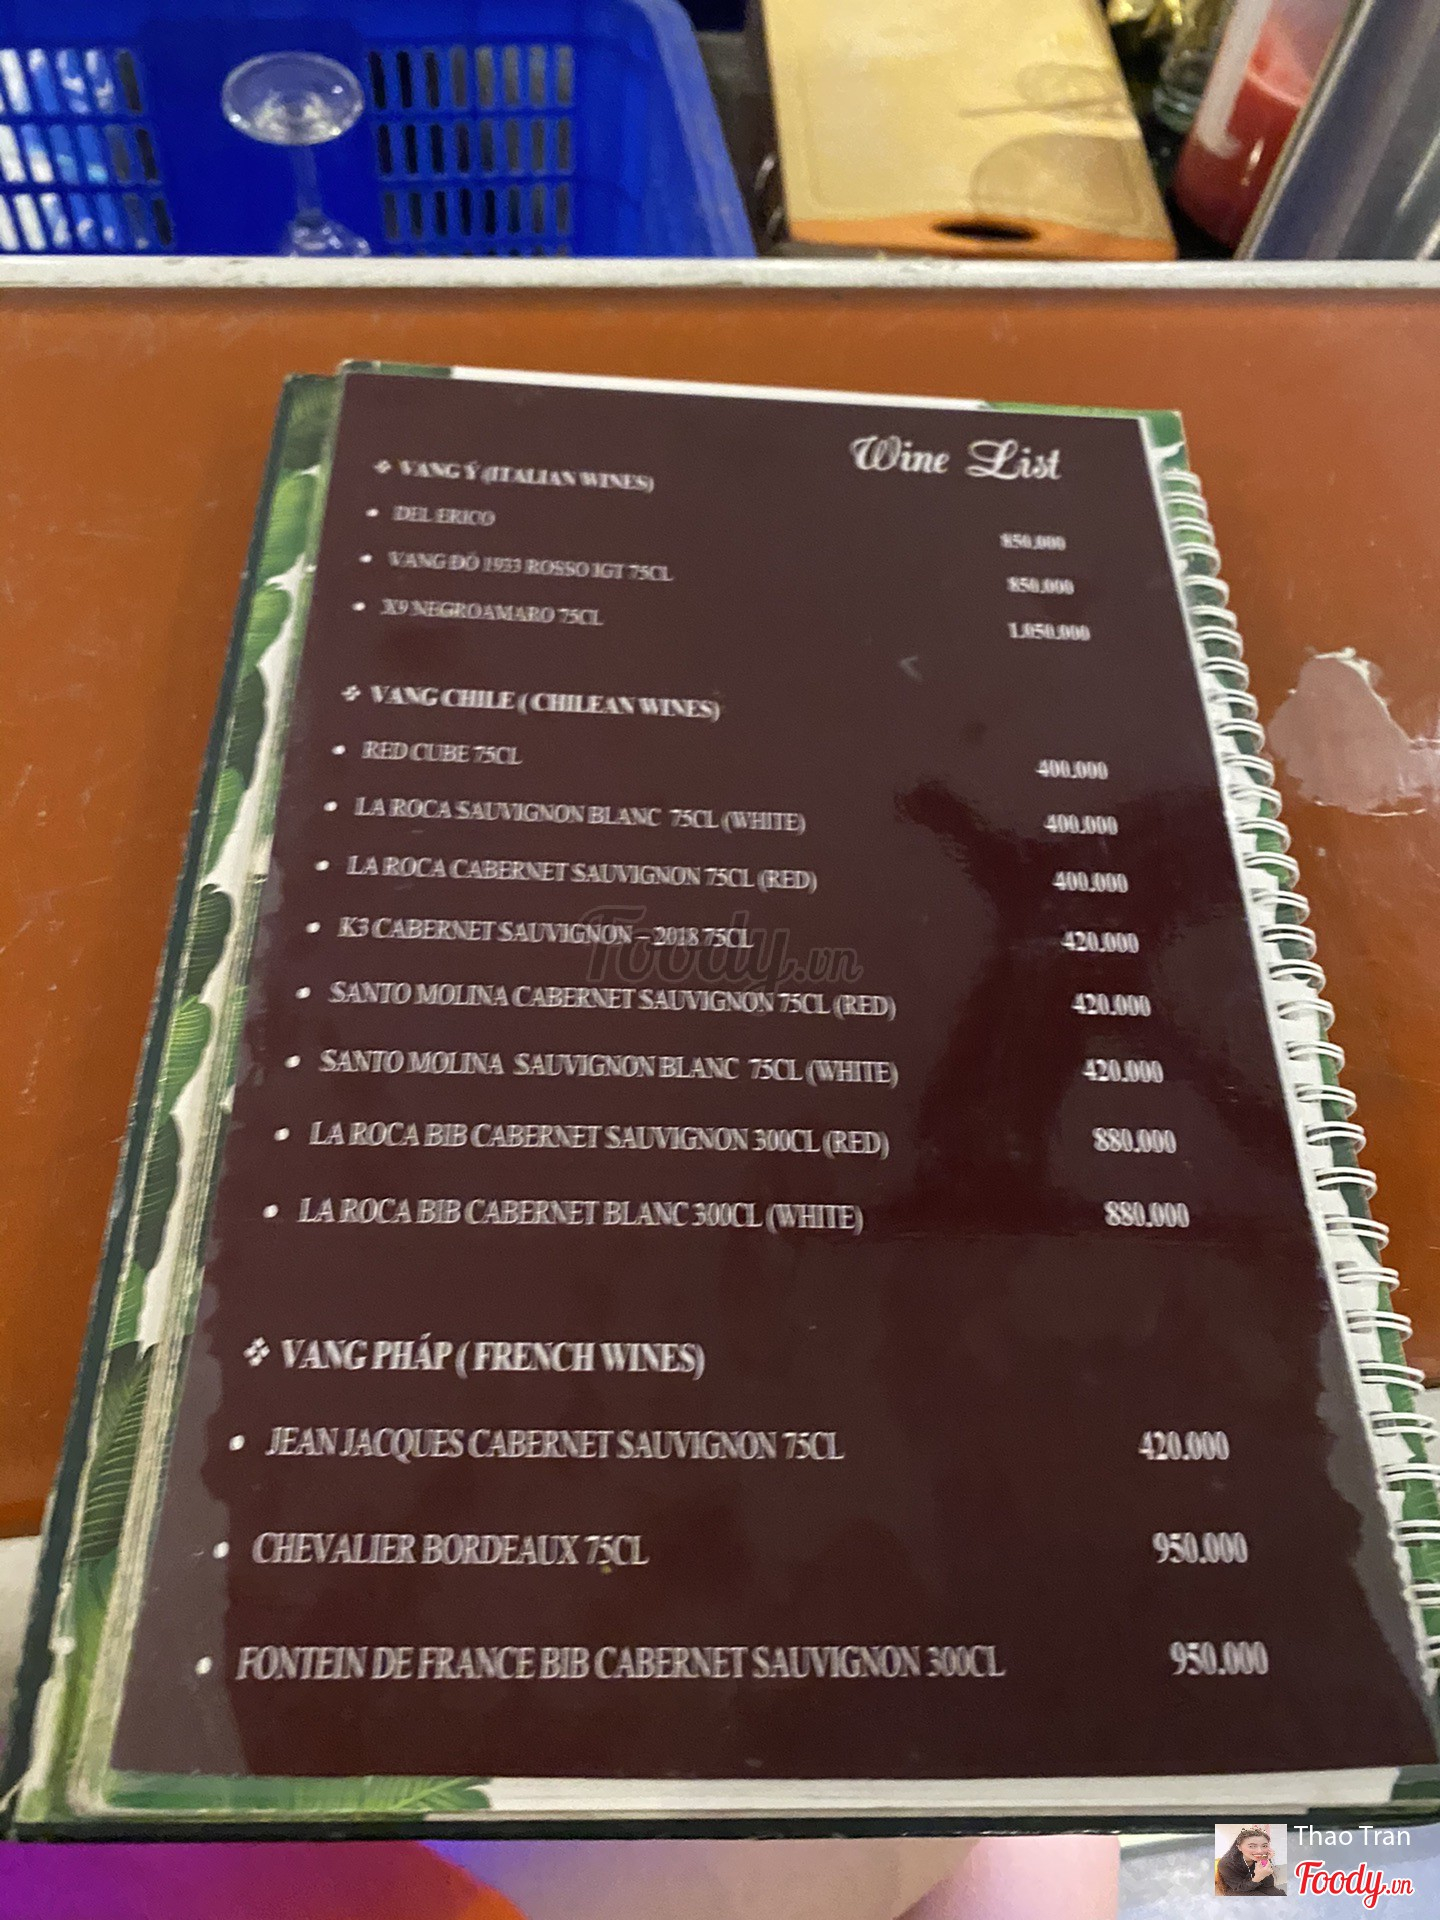 Wine List
VANG Ý (ITALIAN WINES)
DEL ERICO 850.000
VANG ĐỎ 1933 ROSSO IGT 75CL 850.000
X9 NEGROAMARO 75CL 1.050.000
VANG CHILE ( CHILEAN WINES)
RED CUBE 75CL 400.000
LA ROCA SAUVIGNON BLANC 75CL (WHITE) 400.000
LA ROCA CABERNET SAUVIGNON 75CL (RED) 400.000
K3 CABERNET SAUVIGNON – 2018 75CL 420.000
SANTO MOLINA CABERNET SAUVIGNON 75CL (RED) 420.000
SANTO MOLINA SAUVIGNON BLANC 75CL (WHITE) 420.000
LA ROCA BIB CABERNET SAUVIGNON 300CL (RED) 880.000
LA ROCA BIB CABERNET BLANC 300CL (WHITE) 880.000
VANG PHÁP ( FRENCH WINES)
JEAN JACQUES CABERNET SAUVIGNON 75CL 420.000
CHEVALIER BORDEAUX 75CL 950.000
FONTEIN DE FRANCE BIB CABERNET SAUVIGNON 300CL 950.000
Foody.vn
Thao Tran
Foody.vn